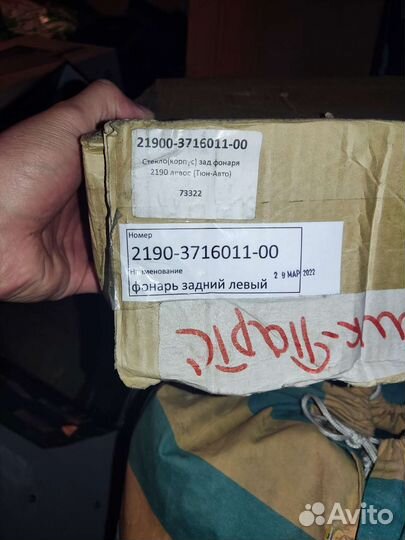 21900-3716011-00
Стекло(корпус) зад фонаря
2190 левое (Тюн-Авто)
73322
Номер
2190-3716011-00
Наименование
2 9 МАР 2022
фонарь задний левый
Avito